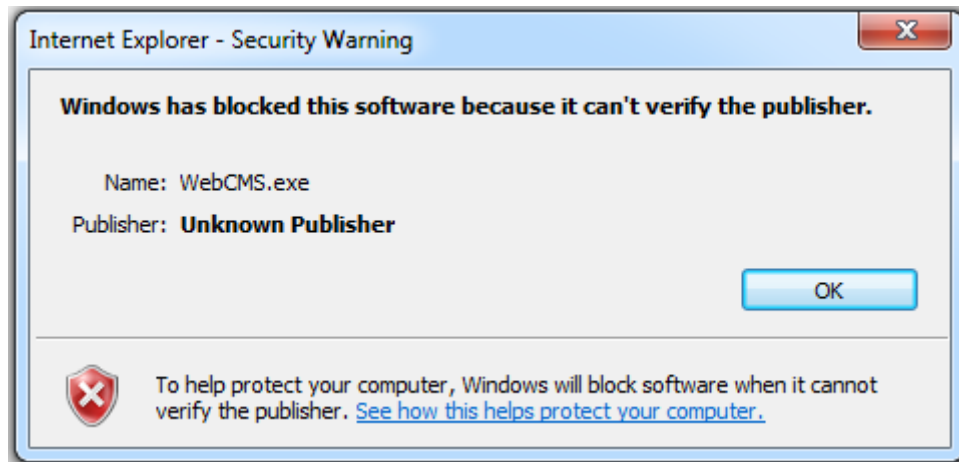 Internet Explorer - Security Warning
Windows has blocked this software because it can't verify the publisher.
Name: WebCMS.exe
Publisher: Unknown Publisher
OK
To help protect your computer, Windows will block software when it cannot
verify the publisher. See how this helps protect your computer.